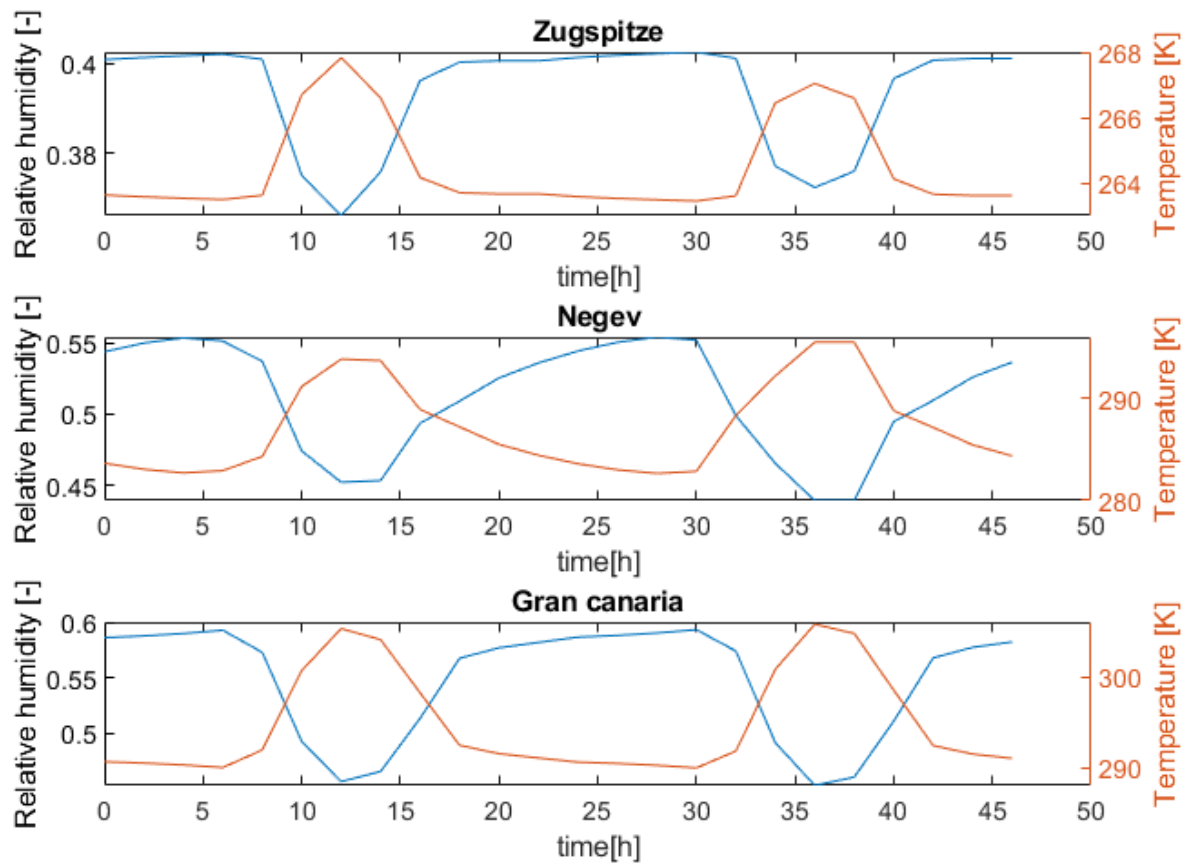 Zugspitze
Relative humidity [-]
0.4
0.38
268
266
264
Temperature [K]
0 5 10 15 20 25 30 35 40 45 50
time[h]
Negev
Relative humidity [-]
0.55
0.5
0.45
290
280
Temperature [K]
0 5 10 15 20 25 30 35 40 45 50
time[h]
Gran canaria
Relative humidity [-]
0.6
0.55
0.5
300
290
Temperature [K]
0 5 10 15 20 25 30 35 40 45 50
time[h]